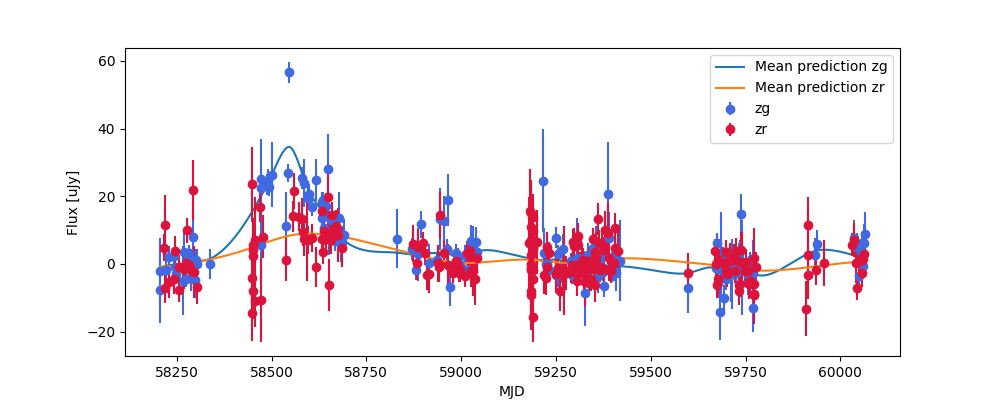 60
40
20
0
−20
Flux [uJy]
58250 58500 58750 59000 59250 59500 59750 60000
MJD
Mean prediction zg
Mean prediction zr
zg
zr